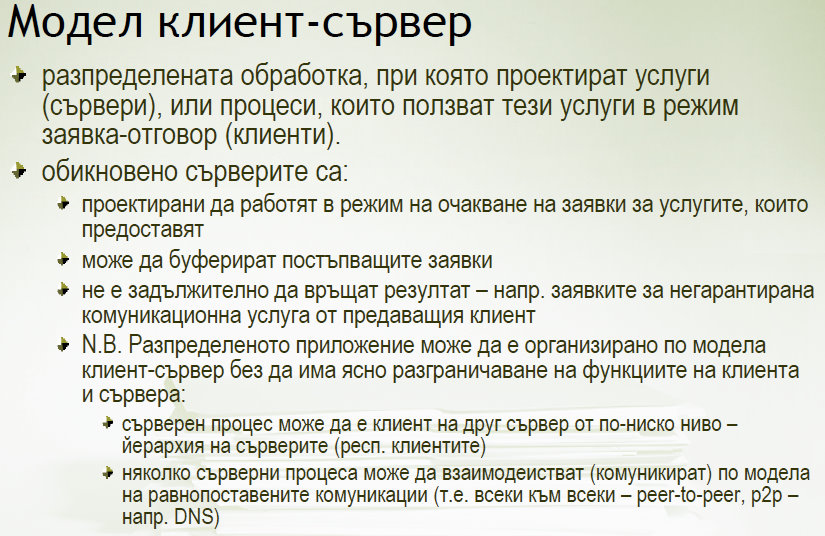 Модел клиент-сървер
разпределената обработка, при която проектират услуги
(сървери), или процеси, които ползват тези услуги в режим
заявка-отговор (клиенти).
обикновено сърверите са:
проектирани да работят в режим на очакване на заявки за услугите, които
предоставят
може да буферират постъпващите заявки
не е задължително да връщат резултат – напр. заявките за негарантирана
комуникационна услуга от предаващия клиент
N.B. Разпределеното приложение може да е организирано по модела
клиент-сървер без да има ясно разграничаване на функциите на клиента
и сървера:
сърверен процес може да е клиент на друг сървер от по-ниско ниво –
йерархия на сърверите (респ. клиентите)
няколко сърверни процеса може да взаимодеистват (комуникират) по модела
на равнопоставените комуникации (т.е. всеки към всеки – peer-to-peer, p2p –
напр. DNS)